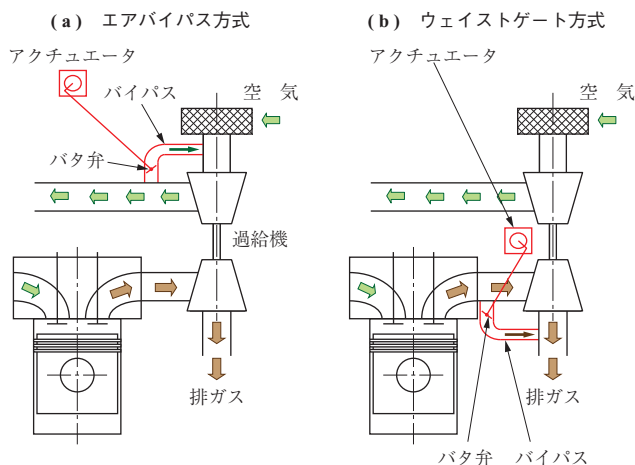 (a) エアバイパス方式
アクチュエータ
バイパス
空 気
バタ弁
過給機
排ガス
(b) ウェイストゲート方式
アクチュエータ
空 気
排ガス
バタ弁
バイパス